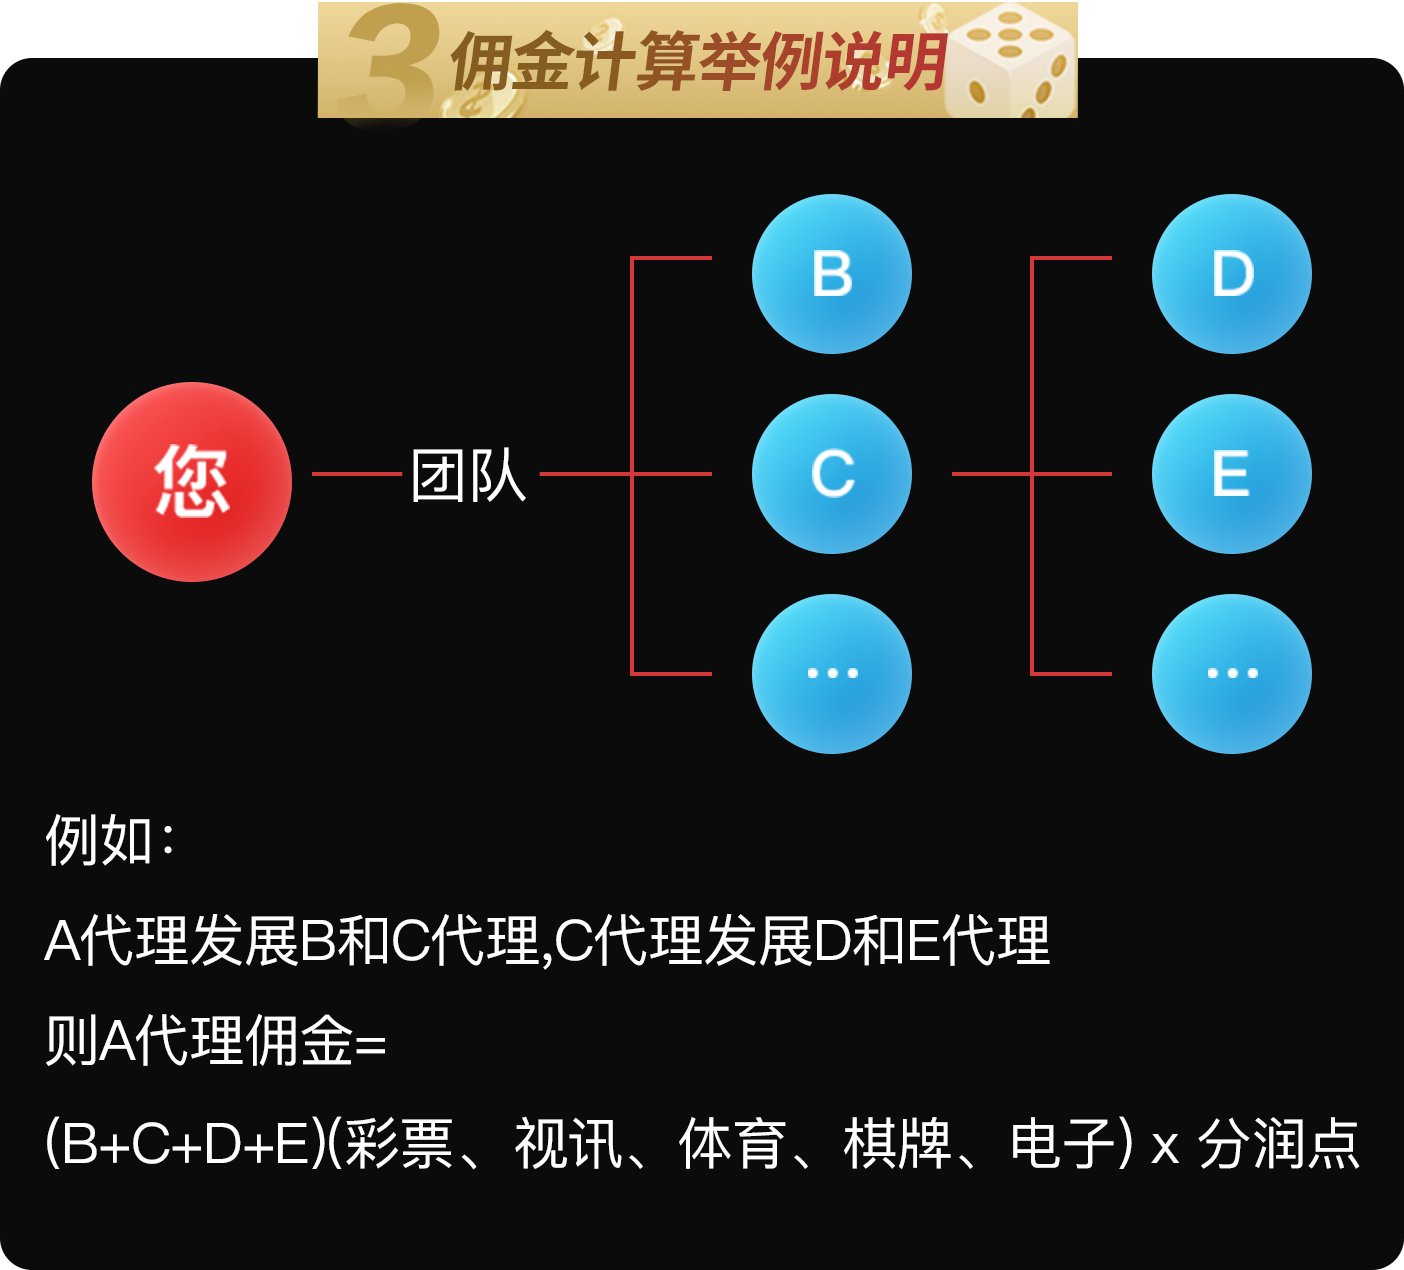 3 佣金计算举例说明
B
D
您
团队
C
E
···
···
例如：
A代理发展B和C代理,C代理发展D和E代理
则A代理佣金=
(B+C+D+E)(彩票、视讯、体育、棋牌、电子) x 分润点